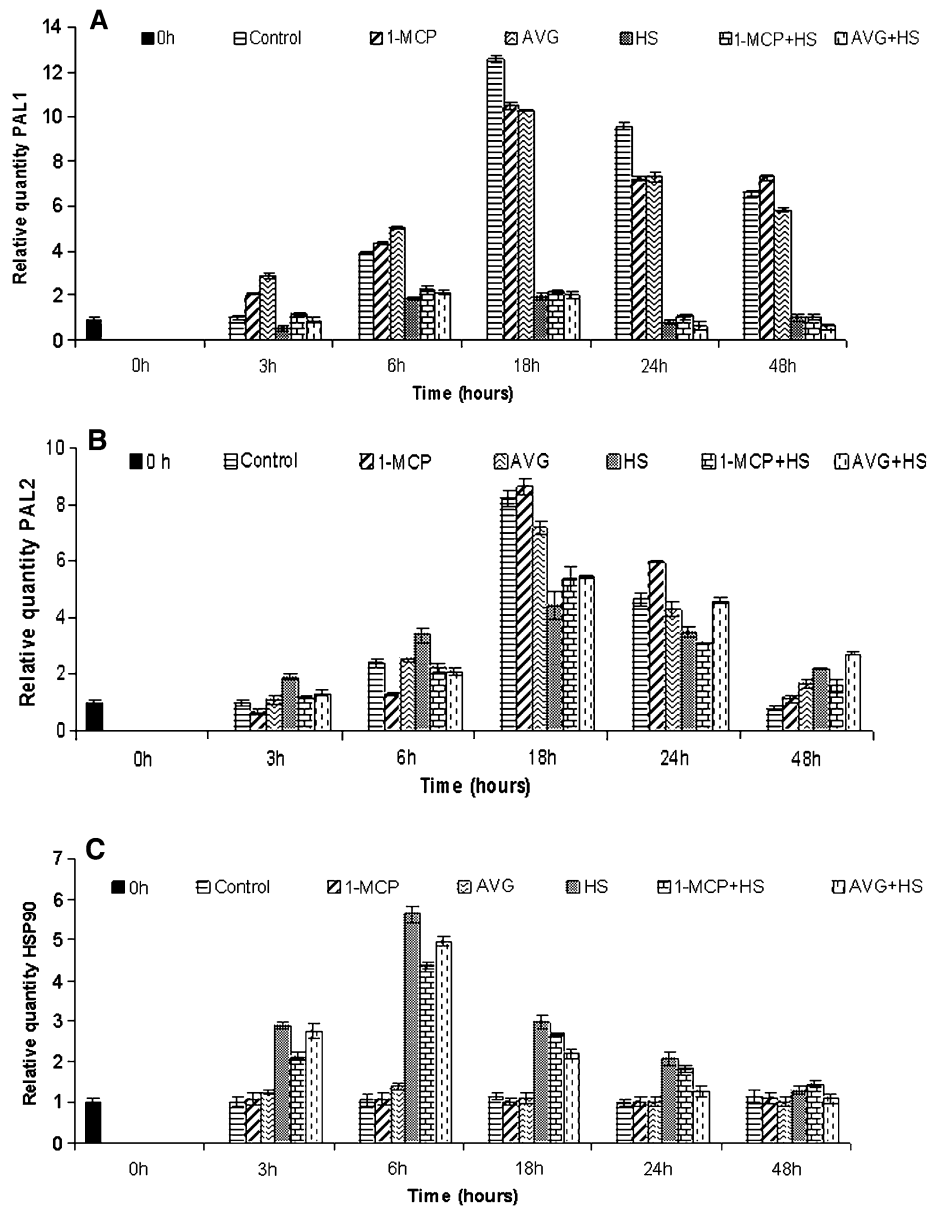 A
14
0h Control 1-MCP AVG HS 1-MCP+HS AVG+HS
12
10
8
6
4
2
0
Relative quantity PAL1
0h 3h 6h 18h 24h 48h
Time (hours)
B
10
0 h Control 1-MCP AVG HS 1-MCP+HS AVG+HS
8
6
4
2
0
Relative quantity PAL2
0h 3h 6h 18h 24h 48h
Time (hours)
C
7
0h Control 1-MCP AVG HS 1-MCP+HS AVG+HS
6
5
4
3
2
1
0
Relative quantity HSP90
0h 3h 6h 18h 24h 48h
Time (hours)